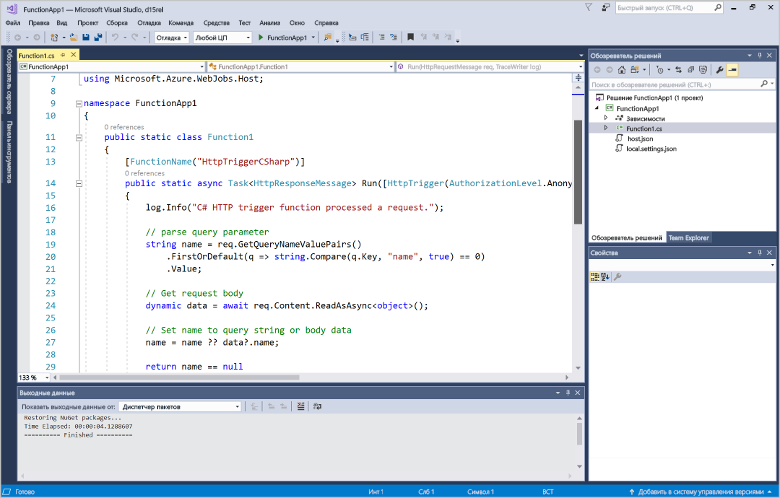 FunctionApp1 — Microsoft Visual Studio, d15rel
Быстрый запуск (CTRL+Q)
Файл Правка Вид Проект Сборка Отладка Команда Средства Тест Анализ Окно Справка
Отладка Любой ЦП FunctionApp1
Обозреватель сервера
Панель инструментов
Function1.cs
FunctionApp1 FunctionApp1.Function1 Run(HttpRequestMessage req, TraceWriter log)
7 using Microsoft.Azure.WebJobs.Host;
8
9 namespace FunctionApp1
10 {
0 references
11 public static class Function1
12 {
13 [FunctionName("HttpTriggerCSharp")]
0 references
14 public static async Task<HttpResponseMessage> Run([HttpTrigger(AuthorizationLevel.Anony
15 {
16 log.Info("C# HTTP trigger function processed a request.");
17
18 // parse query parameter
19 string name = req.GetQueryNameValuePairs()
20 .FirstOrDefault(q => string.Compare(q.Key, "name", true) == 0)
21 .Value;
22
23 // Get request body
24 dynamic data = await req.Content.ReadAsAsync<object>();
25
26 // Set name to query string or body data
27 name = name ?? data?.name;
28
29 return name == null
133 %
Выходные данные
Показать выходные данные от: Диспетчер пакетов
Restoring NuGet packages...
Time Elapsed: 00:00:04.1288607
========== Finished ==========
Обозреватель решений
Поиск в обозревателе решений (CTRL+;)
Решение FunctionApp1 (1 проект)
FunctionApp1
Зависимости
Function1.cs
host.json
local.settings.json
Обозреватель решений Team Explorer
Свойства
Готово Инт 1 Слб 1 Символ 1 ВСТ Добавить в систему управления версиями